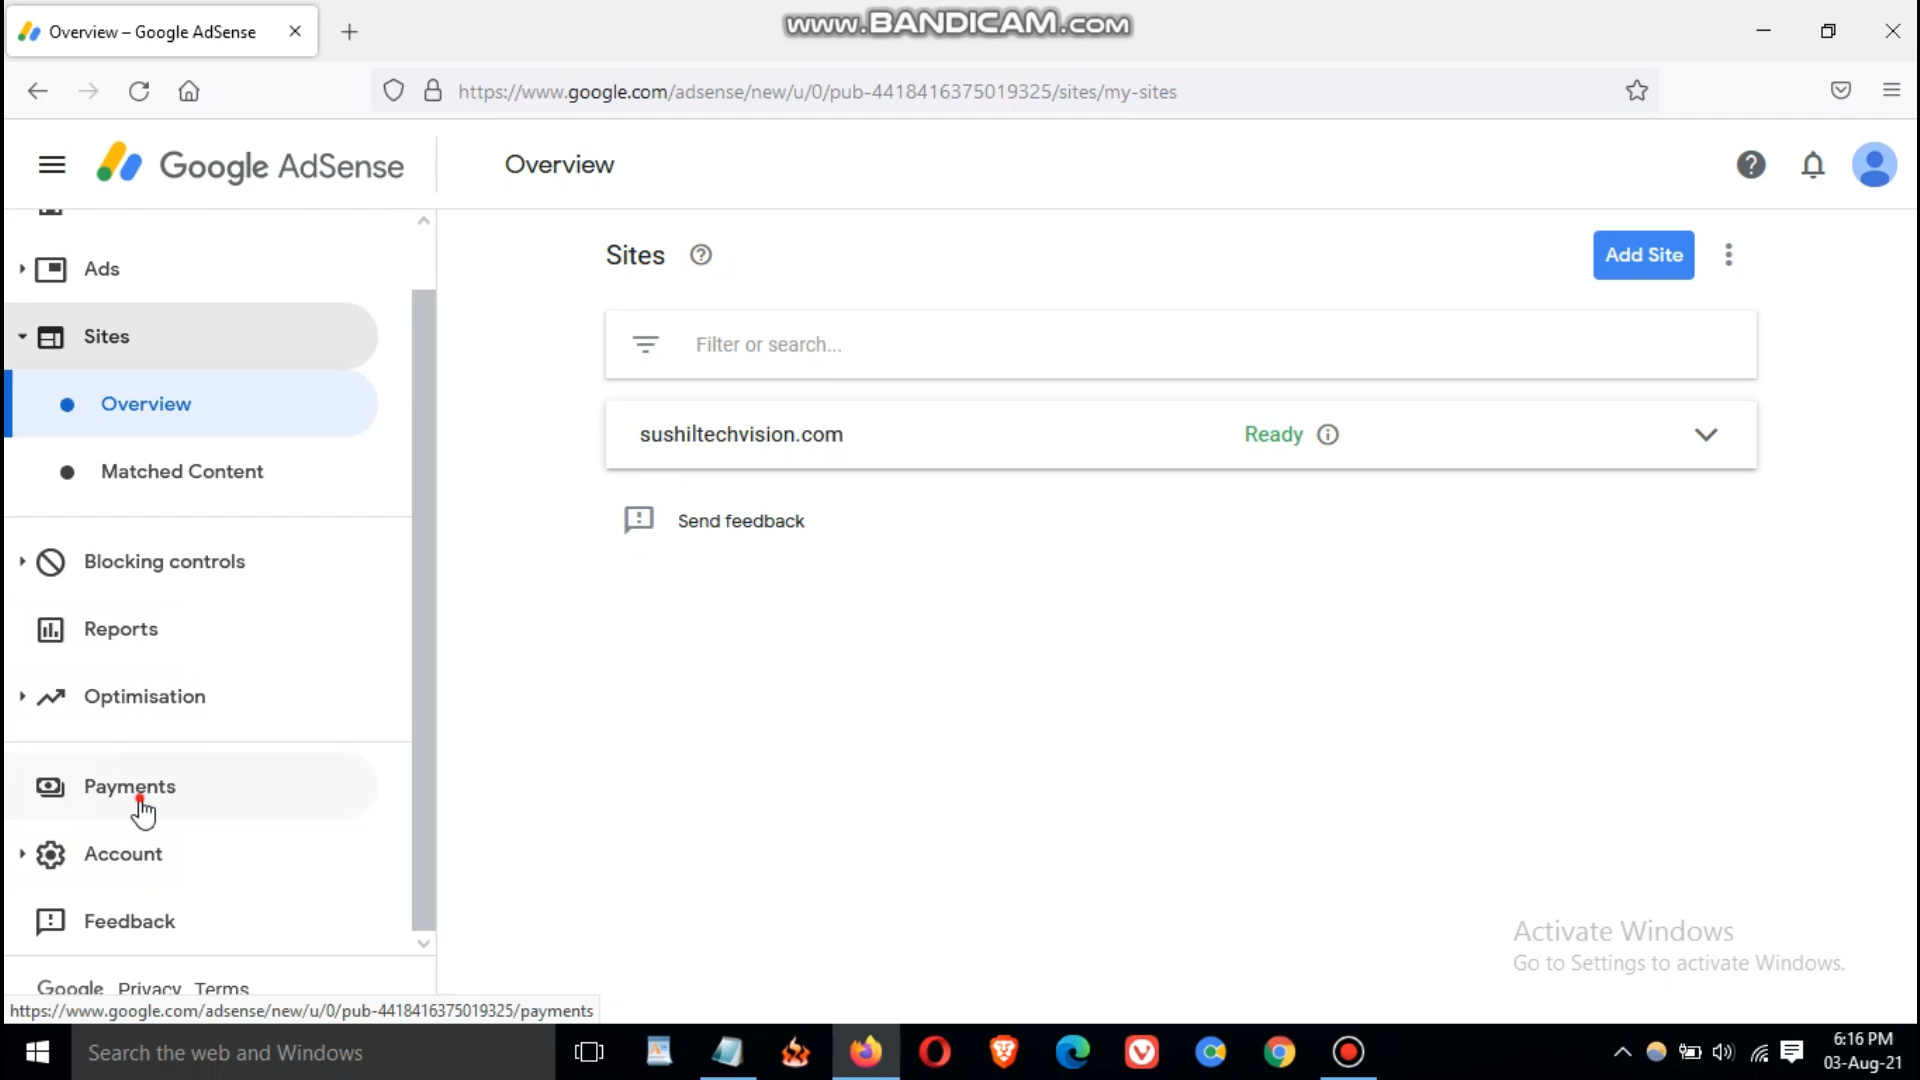 Overview – Google AdSense
www.BANDICAM.com
https://www.google.com/adsense/new/u/0/pub-4418416375019325/sites/my-sites
Google AdSense
Overview
Ads
Sites
Overview
Matched Content
Blocking controls
Reports
Optimisation
Payments
Account
Feedback
Google Privacy Terms
https://www.google.com/adsense/new/u/0/pub-4418416375019325/payments
Sites
Add Site
Filter or search...
sushiltechvision.com Ready
Send feedback
Activate Windows
Go to Settings to activate Windows.
Search the web and Windows
6:16 PM
03-Aug-21